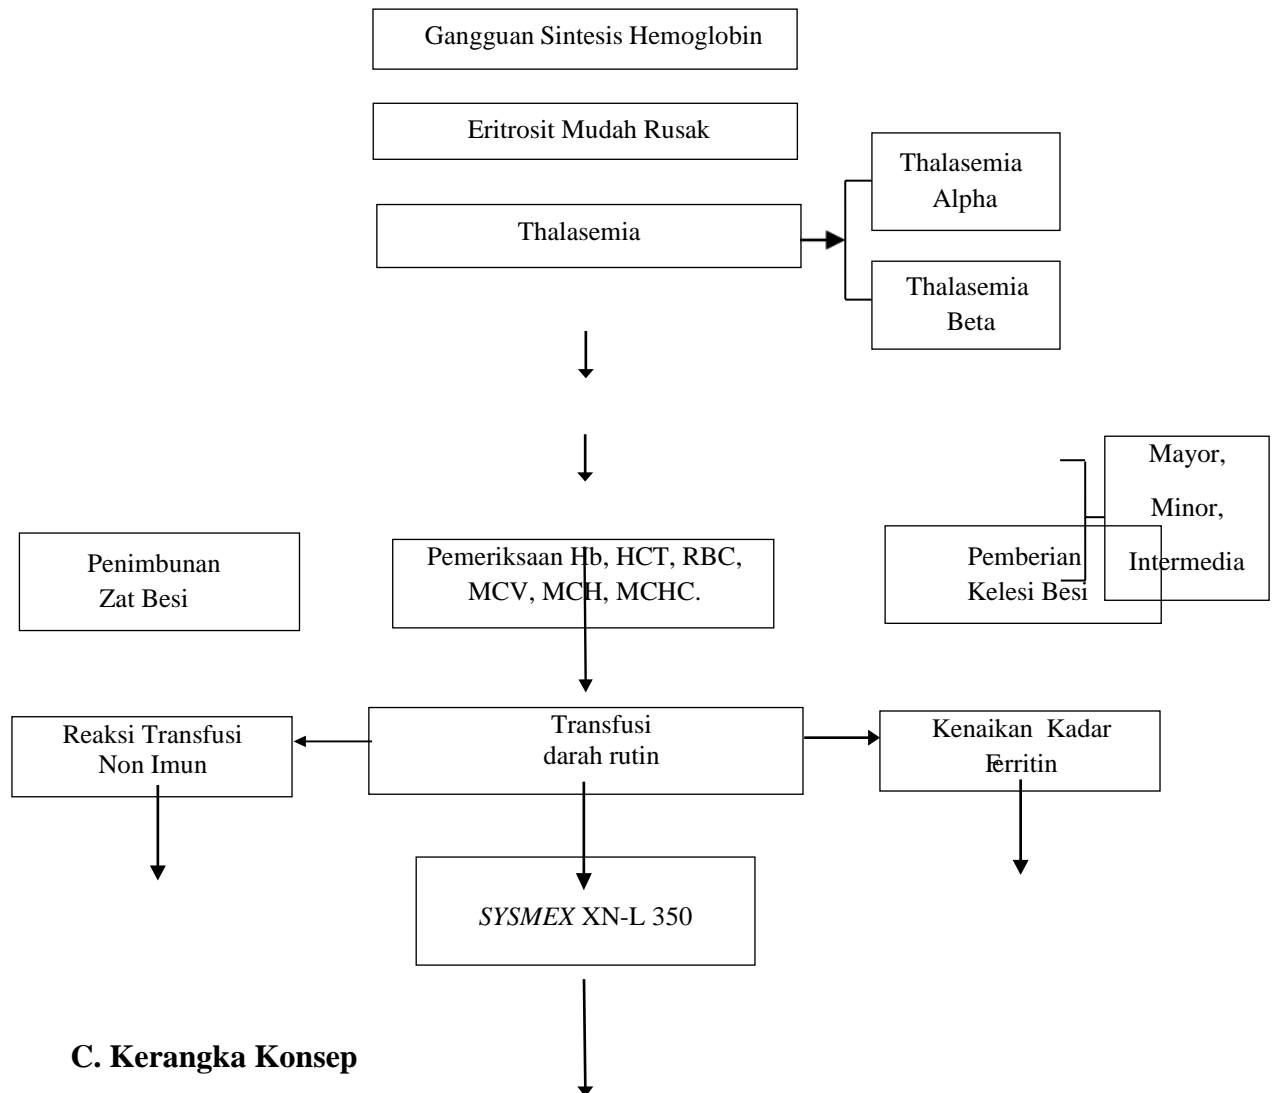 Gangguan Sintesis Hemoglobin
Eritrosit Mudah Rusak
Thalasemia
Alpha
Thalasemia
Thalasemia
Beta
Mayor,
Minor,
Intermedia
Penimbunan
Zat Besi
Pemeriksaan Hb, HCT, RBC,
MCV, MCH, MCHC.
Pemberian
Kelesi Besi
Reaksi Transfusi
Non Imun
Transfusi
darah rutin
Kenaikan Kadar
Ferritin
SYSMEX XN-L 350
C. Kerangka Konsep